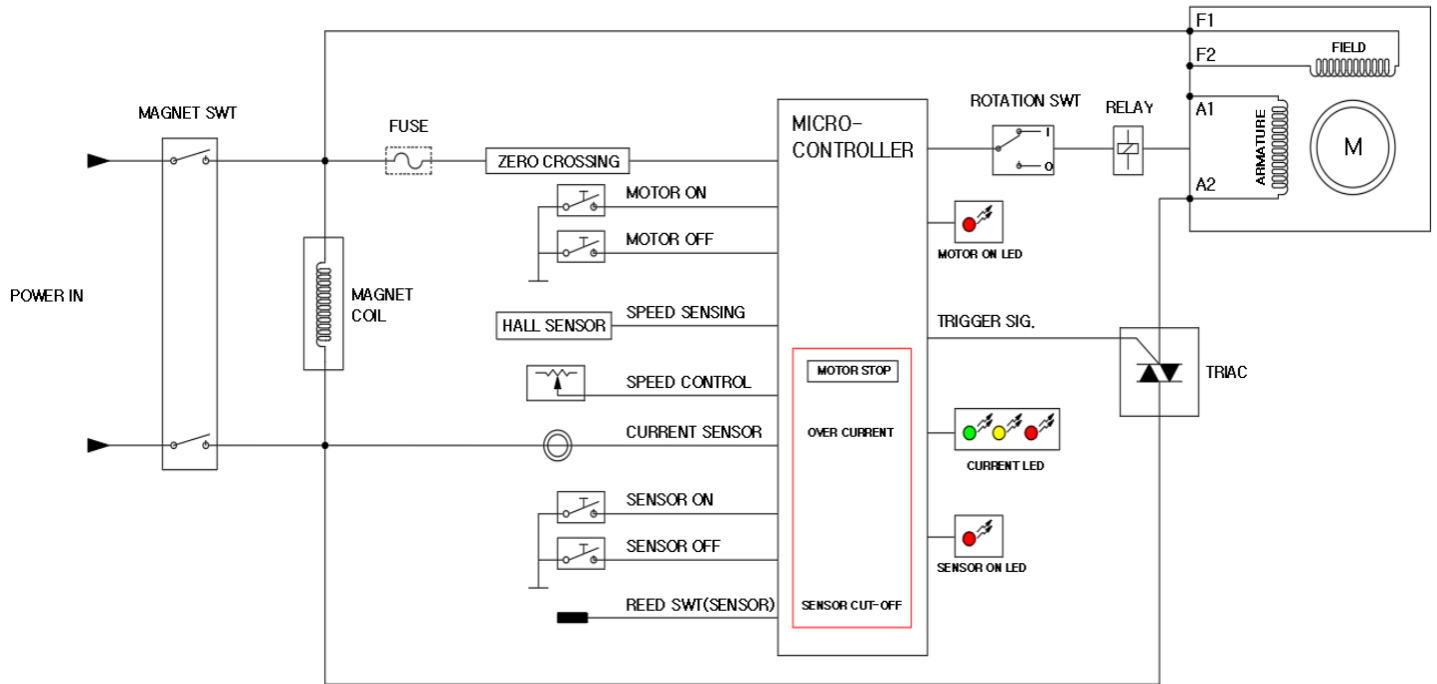 F1
FIELD
F2
MAGNET SWT
FUSE
MICRO-
CONTROLLER
ROTATION SWT
RELAY
A1
ARMATURE
M
I
O
ZERO CROSSING
MOTOR ON
A2
MOTOR OFF
MOTOR ON LED
POWER IN
MAGNET
COIL
HALL SENSOR
SPEED SENSING
TRIGGER SIG.
MOTOR STOP
TRIAC
SPEED CONTROL
CURRENT SENSOR
OVER CURRENT
CURRENT LED
SENSOR ON
SENSOR OFF
SENSOR ON LED
REED SWT(SENSOR)
SENSOR CUT-OFF